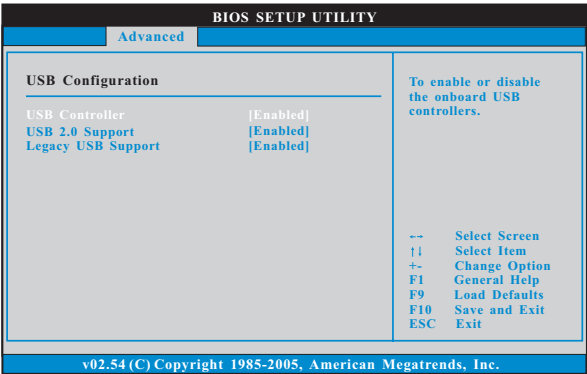 BIOS SETUP UTILITY
Advanced
USB Configuration
USB Controller [Enabled]
USB 2.0 Support [Enabled]
Legacy USB Support [Enabled]
To enable or disable
the onboard USB
controllers.
←→ Select Screen
↑↓ Select Item
+- Change Option
F1 General Help
F9 Load Defaults
F10 Save and Exit
ESC Exit
v02.54 (C) Copyright 1985-2005, American Megatrends, Inc.